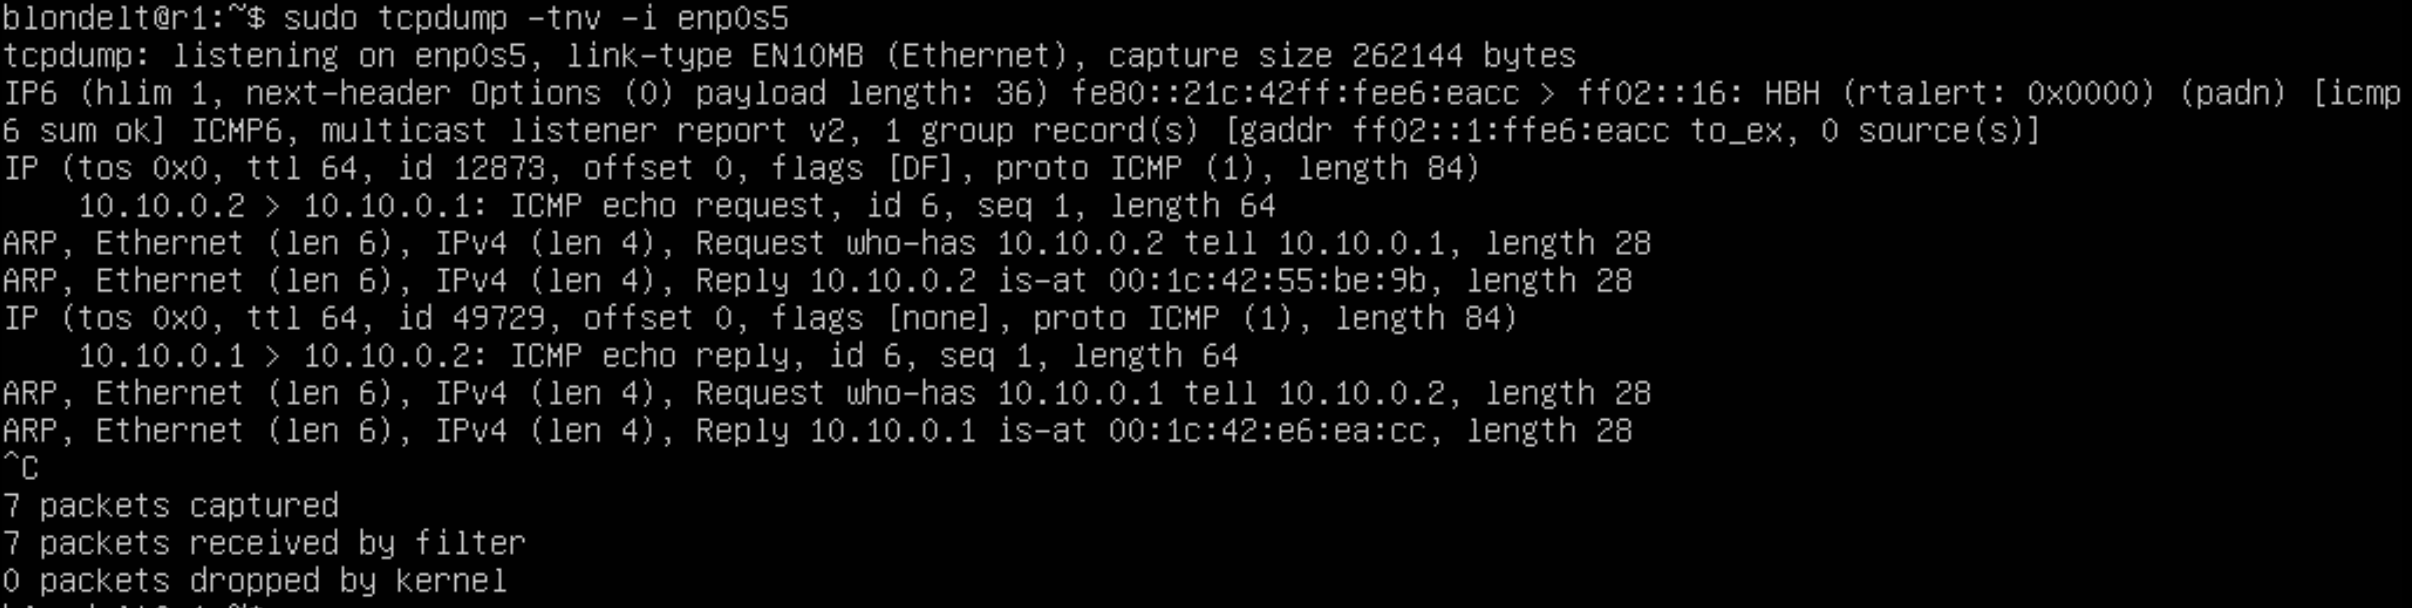 blondelt@r1:~$ sudo tcpdump -tnv -i enp0s5
tcpdump: listening on enp0s5, link-type EN10MB (Ethernet), capture size 262144 bytes
IP6 (hlim 1, next-header Options (0) payload length: 36) fe80::21c:42ff:fee6:eacc > ff02::16: HBH (rtalert: 0x0000) (padn) [icmp
6 sum ok] ICMP6, multicast listener report v2, 1 group record(s) [gaddr ff02::1:ffe6:eacc to_ex, 0 source(s)]
IP (tos 0x0, ttl 64, id 12873, offset 0, flags [DF], proto ICMP (1), length 84)
    10.10.0.2 > 10.10.0.1: ICMP echo request, id 6, seq 1, length 64
ARP, Ethernet (len 6), IPv4 (len 4), Request who-has 10.10.0.2 tell 10.10.0.1, length 28
ARP, Ethernet (len 6), IPv4 (len 4), Reply 10.10.0.2 is-at 00:1c:42:55:be:9b, length 28
IP (tos 0x0, ttl 64, id 49729, offset 0, flags [none], proto ICMP (1), length 84)
    10.10.0.1 > 10.10.0.2: ICMP echo reply, id 6, seq 1, length 64
ARP, Ethernet (len 6), IPv4 (len 4), Request who-has 10.10.0.1 tell 10.10.0.2, length 28
ARP, Ethernet (len 6), IPv4 (len 4), Reply 10.10.0.1 is-at 00:1c:42:e6:ea:cc, length 28
^C
7 packets captured
7 packets received by filter
0 packets dropped by kernel